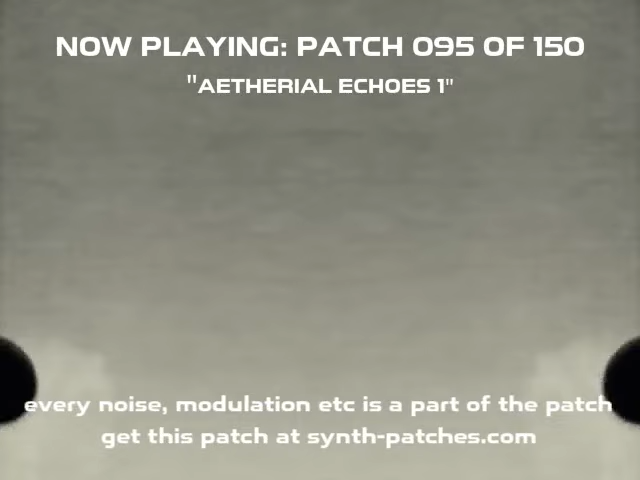 NOW PLAYING: PATCH 095 OF 150
"AETHERIAL ECHOES 1"
every noise, modulation etc is a part of the patch
get this patch at synth-patches.com